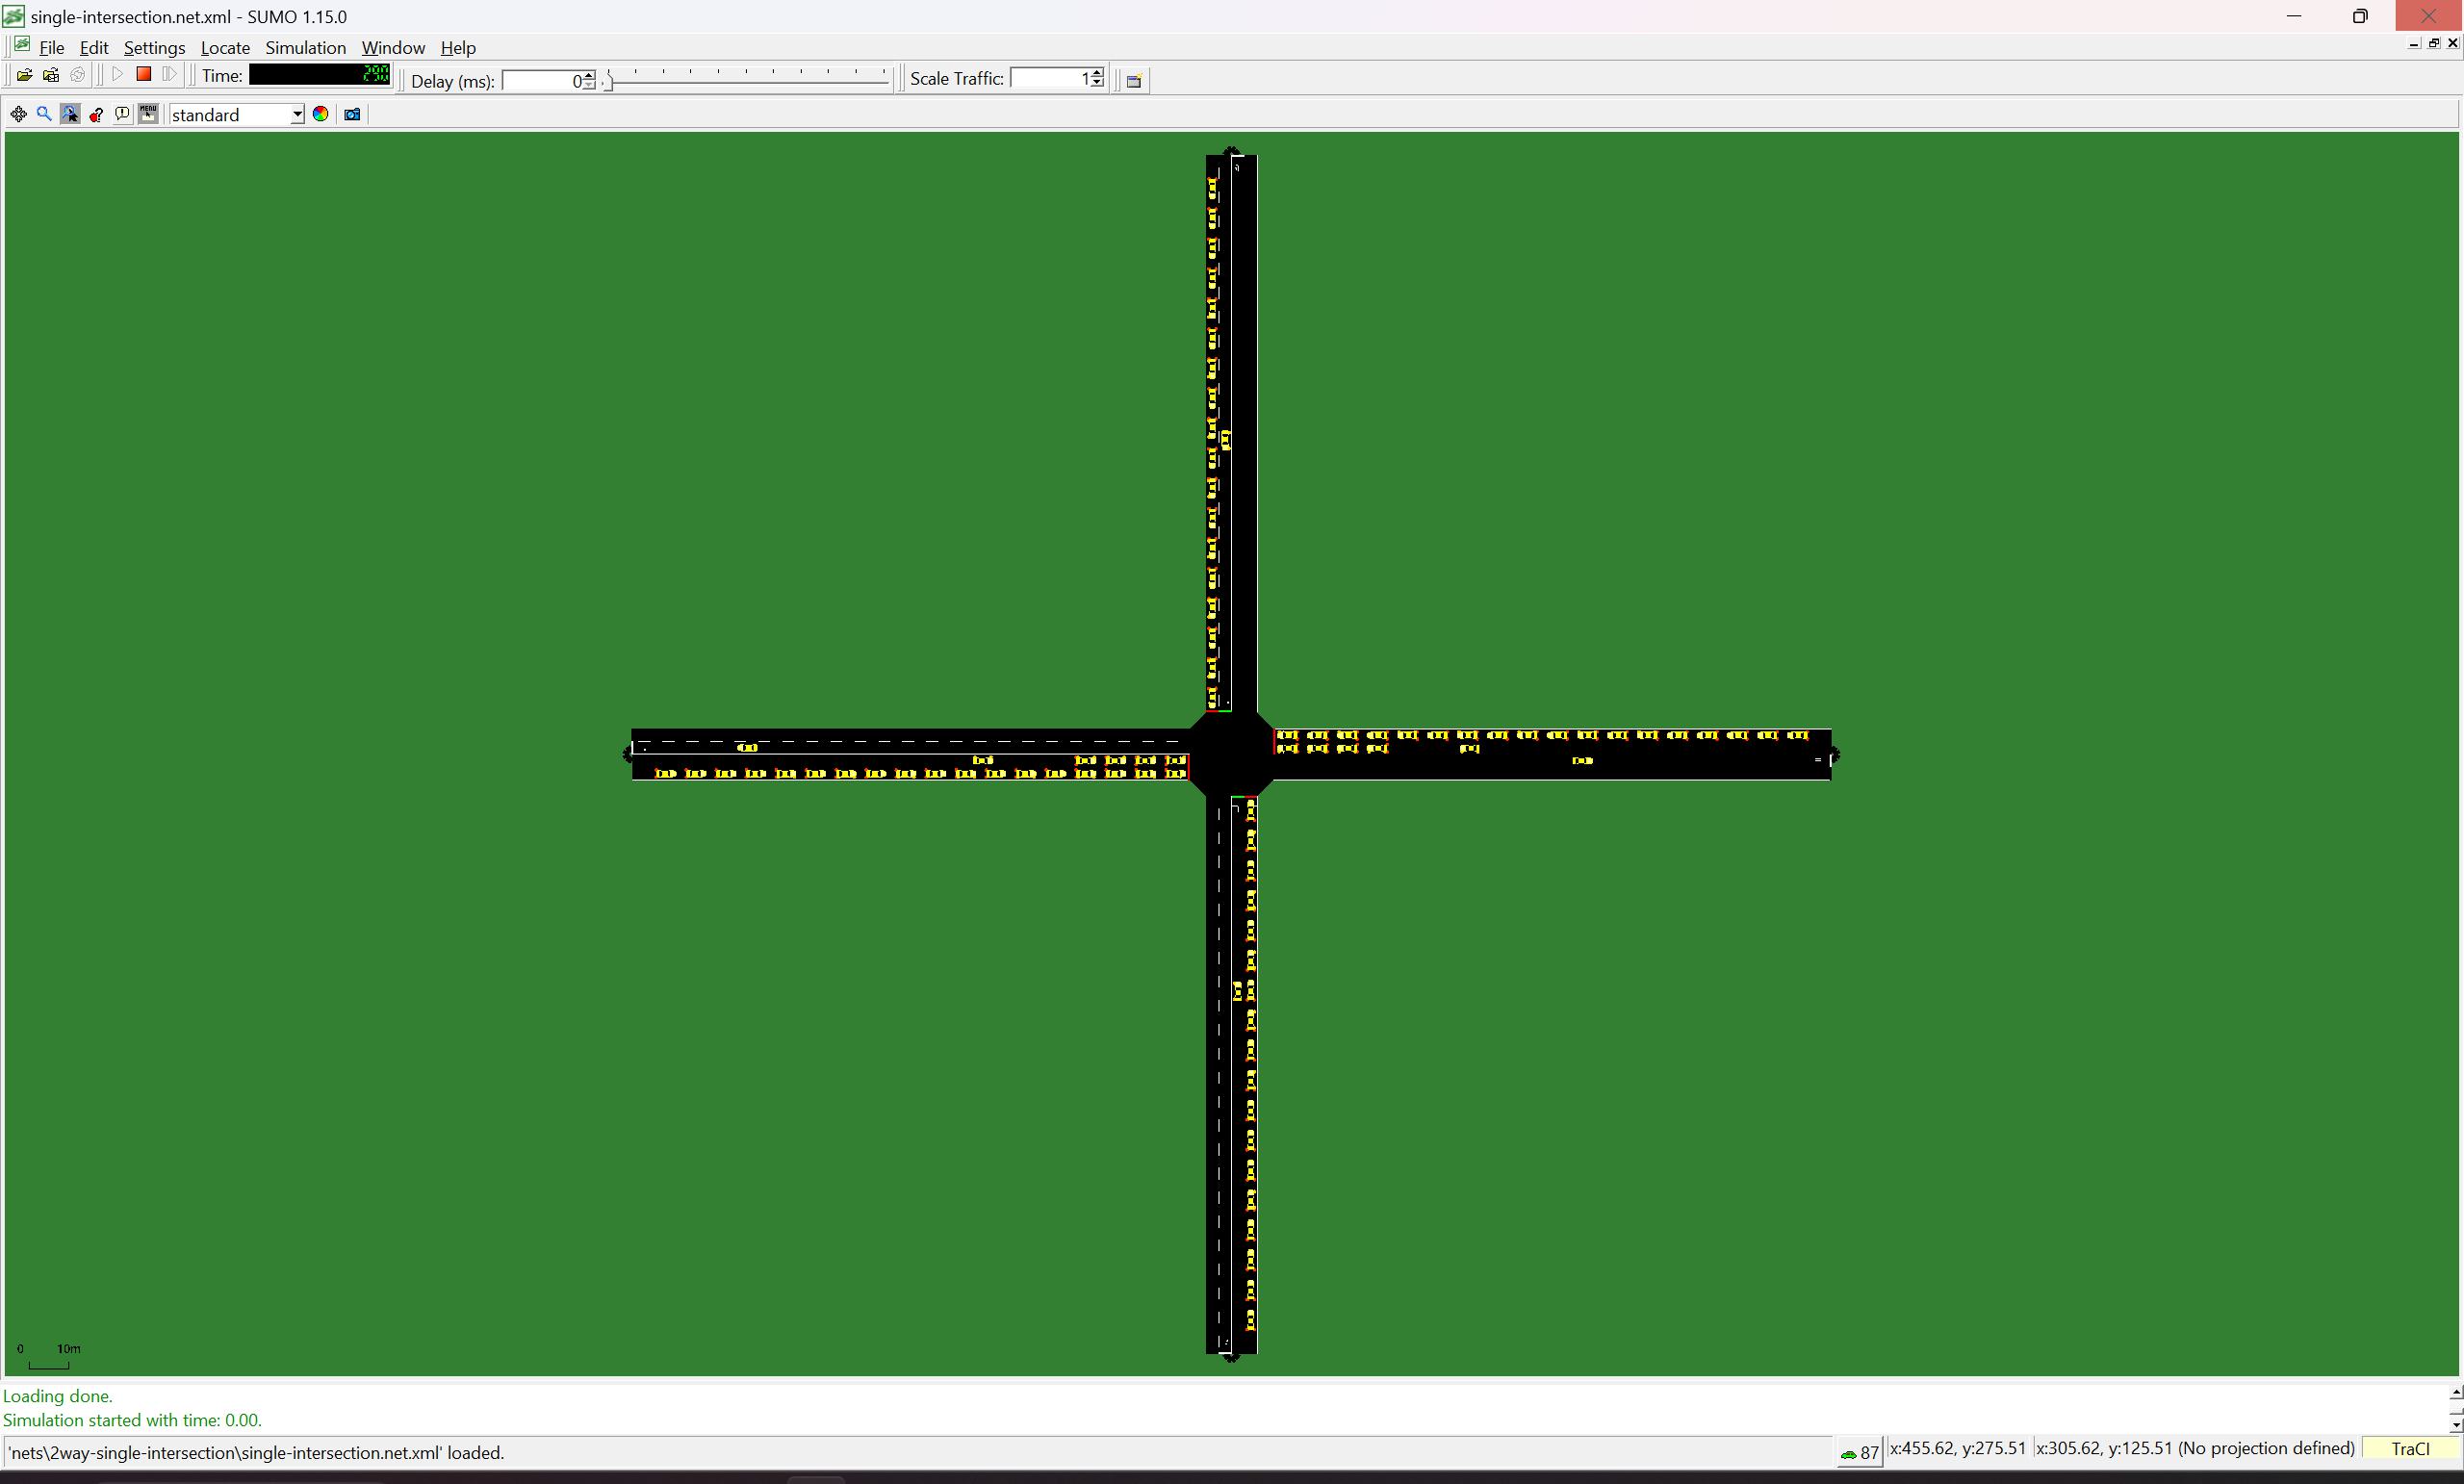 single-intersection.net.xml - SUMO 1.15.0
File Edit Settings Locate Simulation Window Help
Time: 290 Delay (ms): 0 Scale Traffic: 1
MENU standard
0 10m
Loading done.
Simulation started with time: 0.00.
'nets\2way-single-intersection\single-intersection.net.xml' loaded. 87 x:455.62, y:275.51 x:305.62, y:125.51 (No projection defined) TraCI